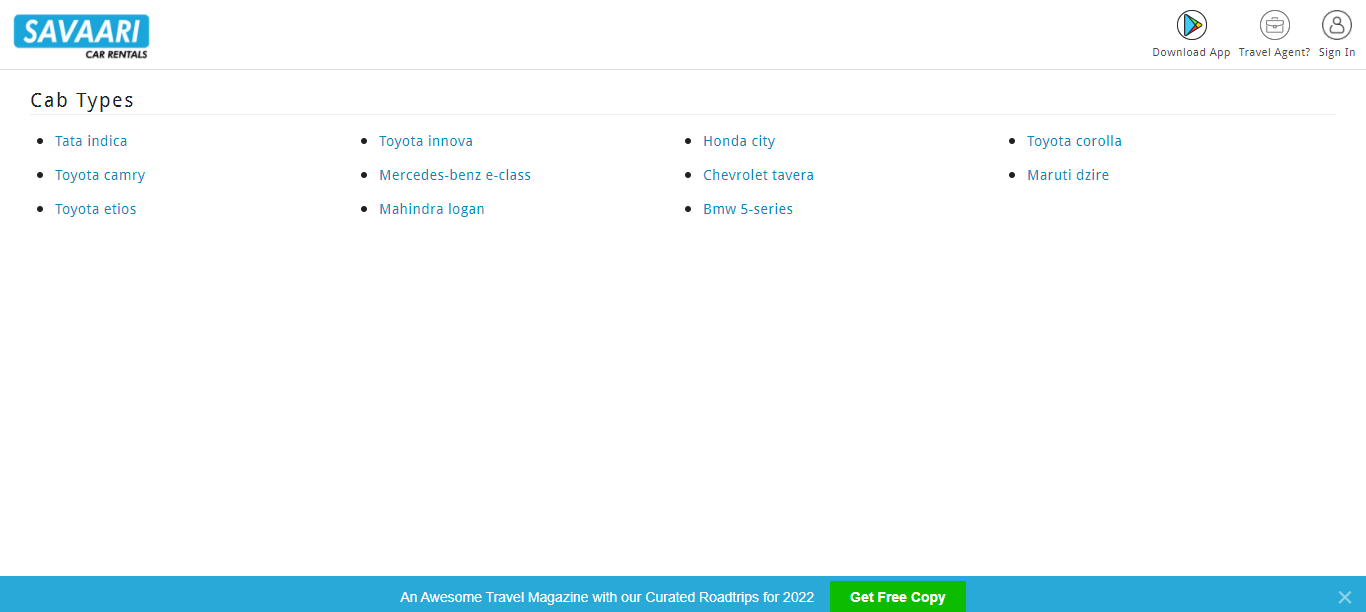 SAVAARI
CAR RENTALS
Download App
Travel Agent?
Sign In
Cab Types
Tata indica
Toyota innova
Honda city
Toyota corolla
Toyota camry
Mercedes-benz e-class
Chevrolet tavera
Maruti dzire
Toyota etios
Mahindra logan
Bmw 5-series
An Awesome Travel Magazine with our Curated Roadtrips for 2022
Get Free Copy